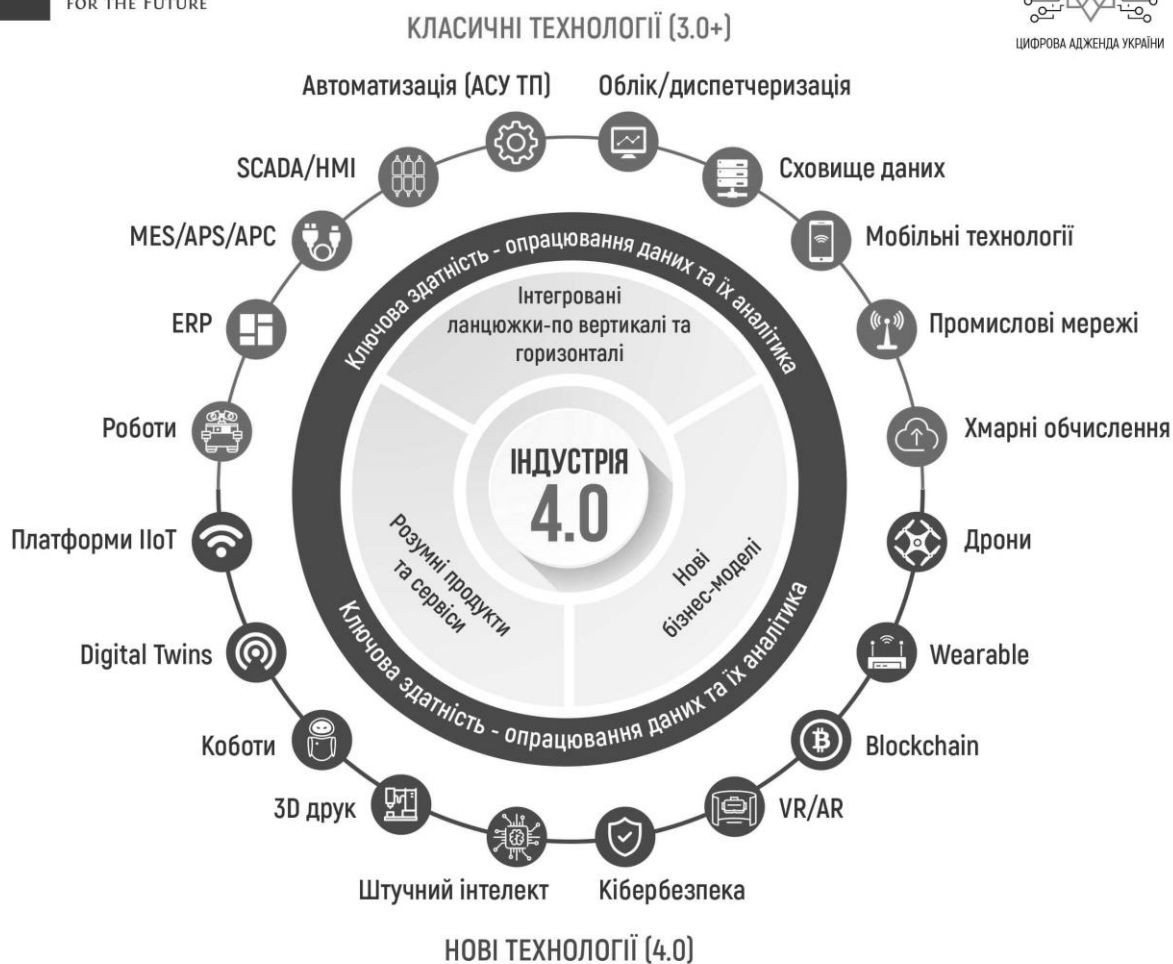 FOR THE FUTURE
ЦИФРОВА АДЖЕНДА УКРАЇНИ
КЛАСИЧНІ ТЕХНОЛОГІЇ (3.0+)
Автоматизація (АСУ ТП)
Облік/диспетчеризація
SCADA/HMI
Сховище даних
MES/APS/APC
Мобільні технології
ERP
Промислові мережі
Роботи
Хмарні обчислення
Платформи IIoT
Дрони
Digital Twins
Wearable
Коботи
Blockchain
3D друк
VR/AR
Штучний інтелект
Кібербезпека
НОВІ ТЕХНОЛОГІЇ (4.0)
Ключова здатність - опрацювання даних та їх аналітика
Інтегровані
ланцюжки-по вертикалі та
горизонталі
ІНДУСТРІЯ
4.0
Розумні продукти
та сервіси
Нові
бізнес-моделі
Ключова здатність - опрацювання даних та їх аналітика